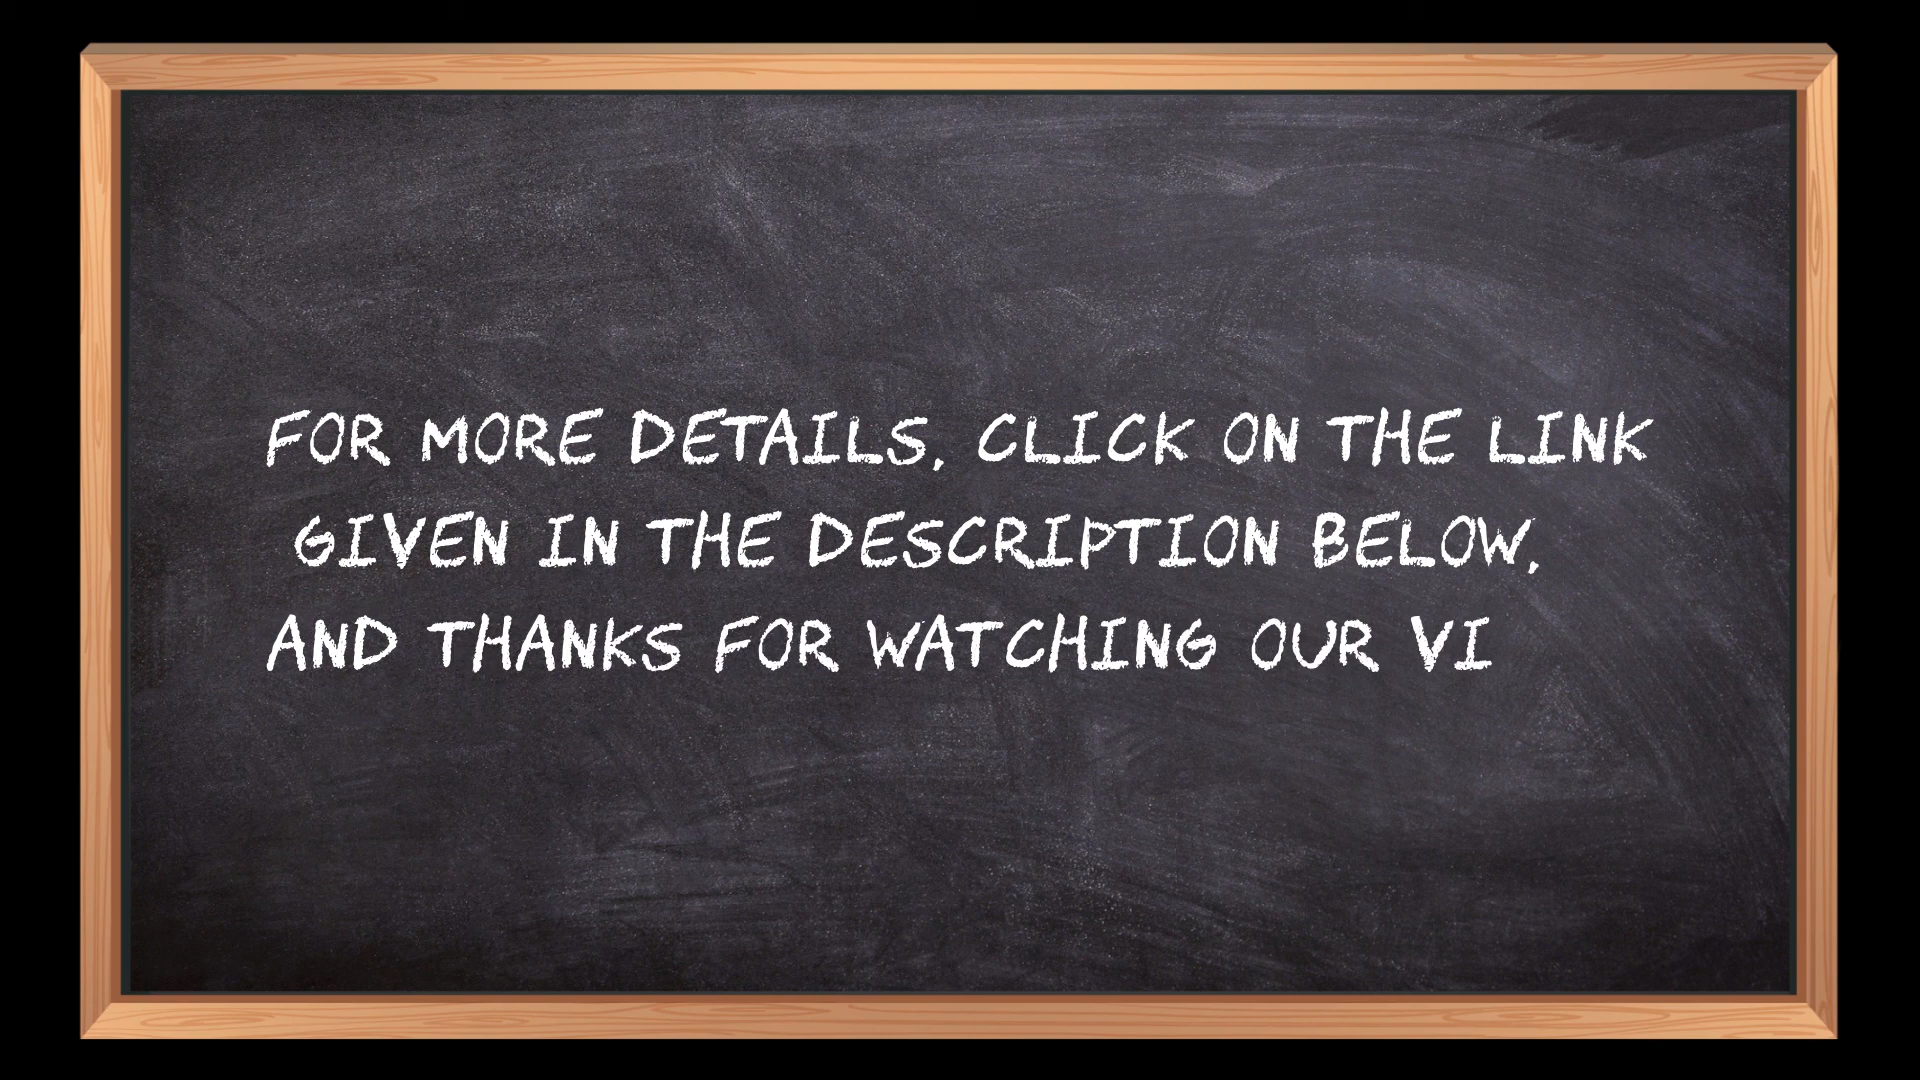 FOR MORE DETAILS, CLICK ON THE LINK
GIVEN IN THE DESCRIPTION BELOW,
AND THANKS FOR WATCHING OUR VI